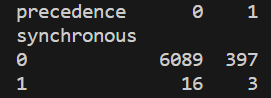 precedence 0 1
synchronous
0 6089 397
1 16 3